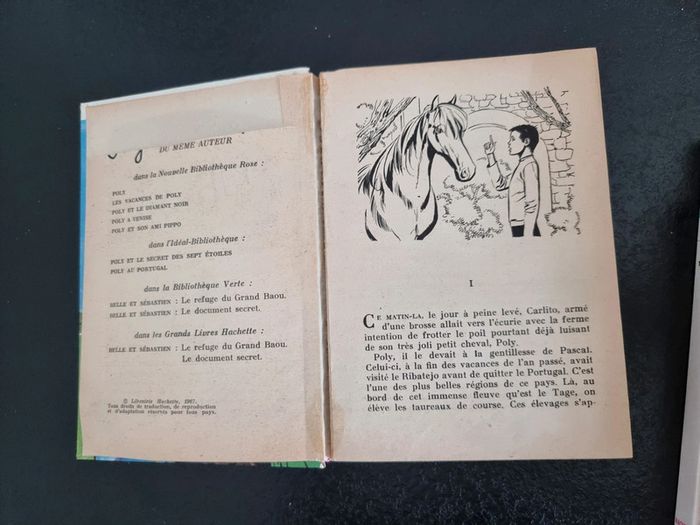 DU MÊME AUTEUR
dans la Nouvelle Bibliothèque Rose :
POLY
LES VACANCES DE POLY
POLY ET LE DIAMANT NOIR
POLY A VENISE
POLY ET SON AMI PIPPO
dans l'Idéal-Bibliothèque :
POLY ET LE SECRET DES SEPT ÉTOILES
POLY AU PORTUGAL
dans la Bibliothèque Verte :
BELLE ET SÉBASTIEN : Le refuge du Grand Baou.
BELLE ET SÉBASTIEN : Le document secret.
dans les Grands Livres Hachette :
BELLE ET SÉBASTIEN : Le refuge du Grand Baou.
Le document secret.
© Librairie Hachette, 1967.
Tous droits de traduction, de reproduction
et d'adaptation réservés pour tous pays.
I
CE MATIN-LA, le jour à peine levé, Carlito, armé
d'une brosse allait vers l'écurie avec la ferme
intention de frotter le poil pourtant déjà luisant
de son très joli petit cheval, Poly.
Poly, il le devait à la gentillesse de Pascal.
Celui-ci, à la fin des vacances de l'an passé, avait
visité le Ribatejo avant de quitter le Portugal. C'est
l'une des plus belles régions de ce pays. Là, au
bord de cet immense fleuve qu'est le Tage, on
élève les taureaux de course. Ces élevages s'ap-